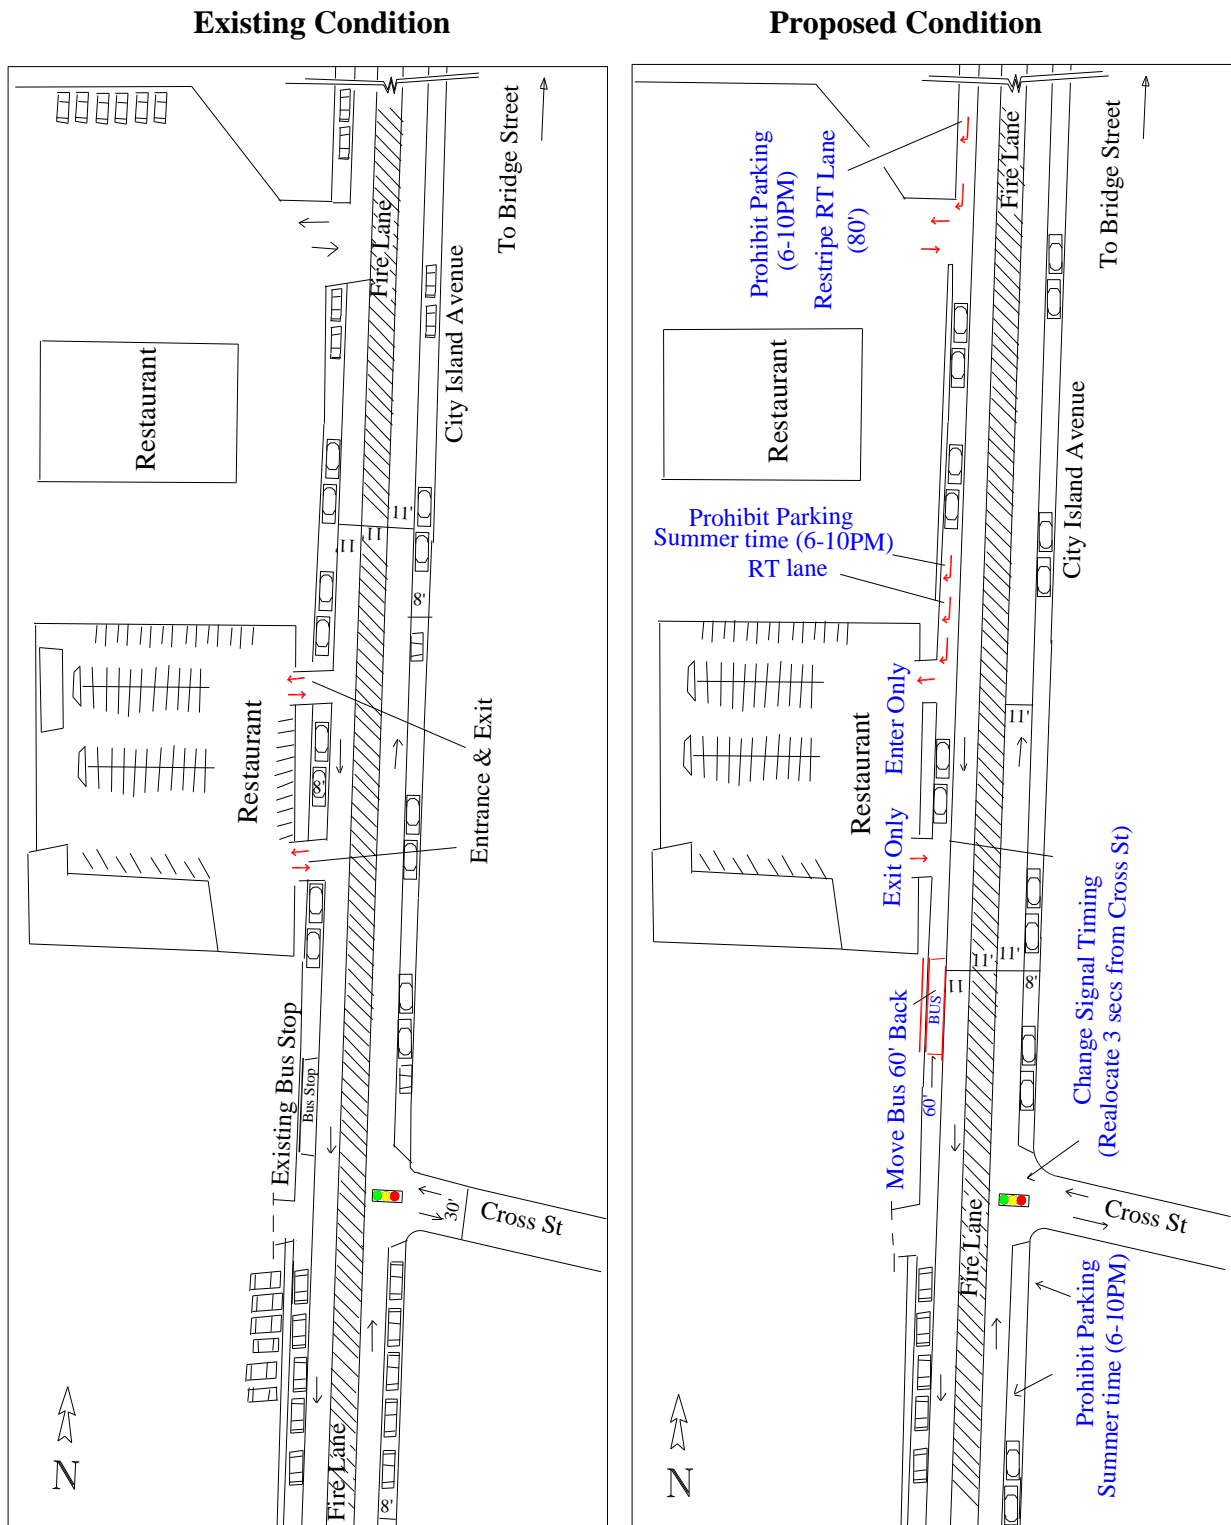 Existing Condition
Fire Lane
To Bridge Street
City Island Avenue
Restaurant
11'
11'
11'
8'
Restaurant
8'
Entrance & Exit
Existing Bus Stop
Bus Stop
30'
Cross St
Fire Lane
8'
N
Proposed Condition
Prohibit Parking
(6-10PM)
Restripe RT Lane
(80')
Fire Lane
To Bridge Street
City Island Avenue
Restaurant
Prohibit Parking
Summer time (6-10PM)
RT lane
Restaurant
Enter Only
Exit Only
11'
11
11'
11'
8'
Move Bus 60' Back
BUS
60'
Change Signal Timing
(Realocate 3 secs from Cross St)
Cross St
Fire Lane
Prohibit Parking
Summer time (6-10PM)
N